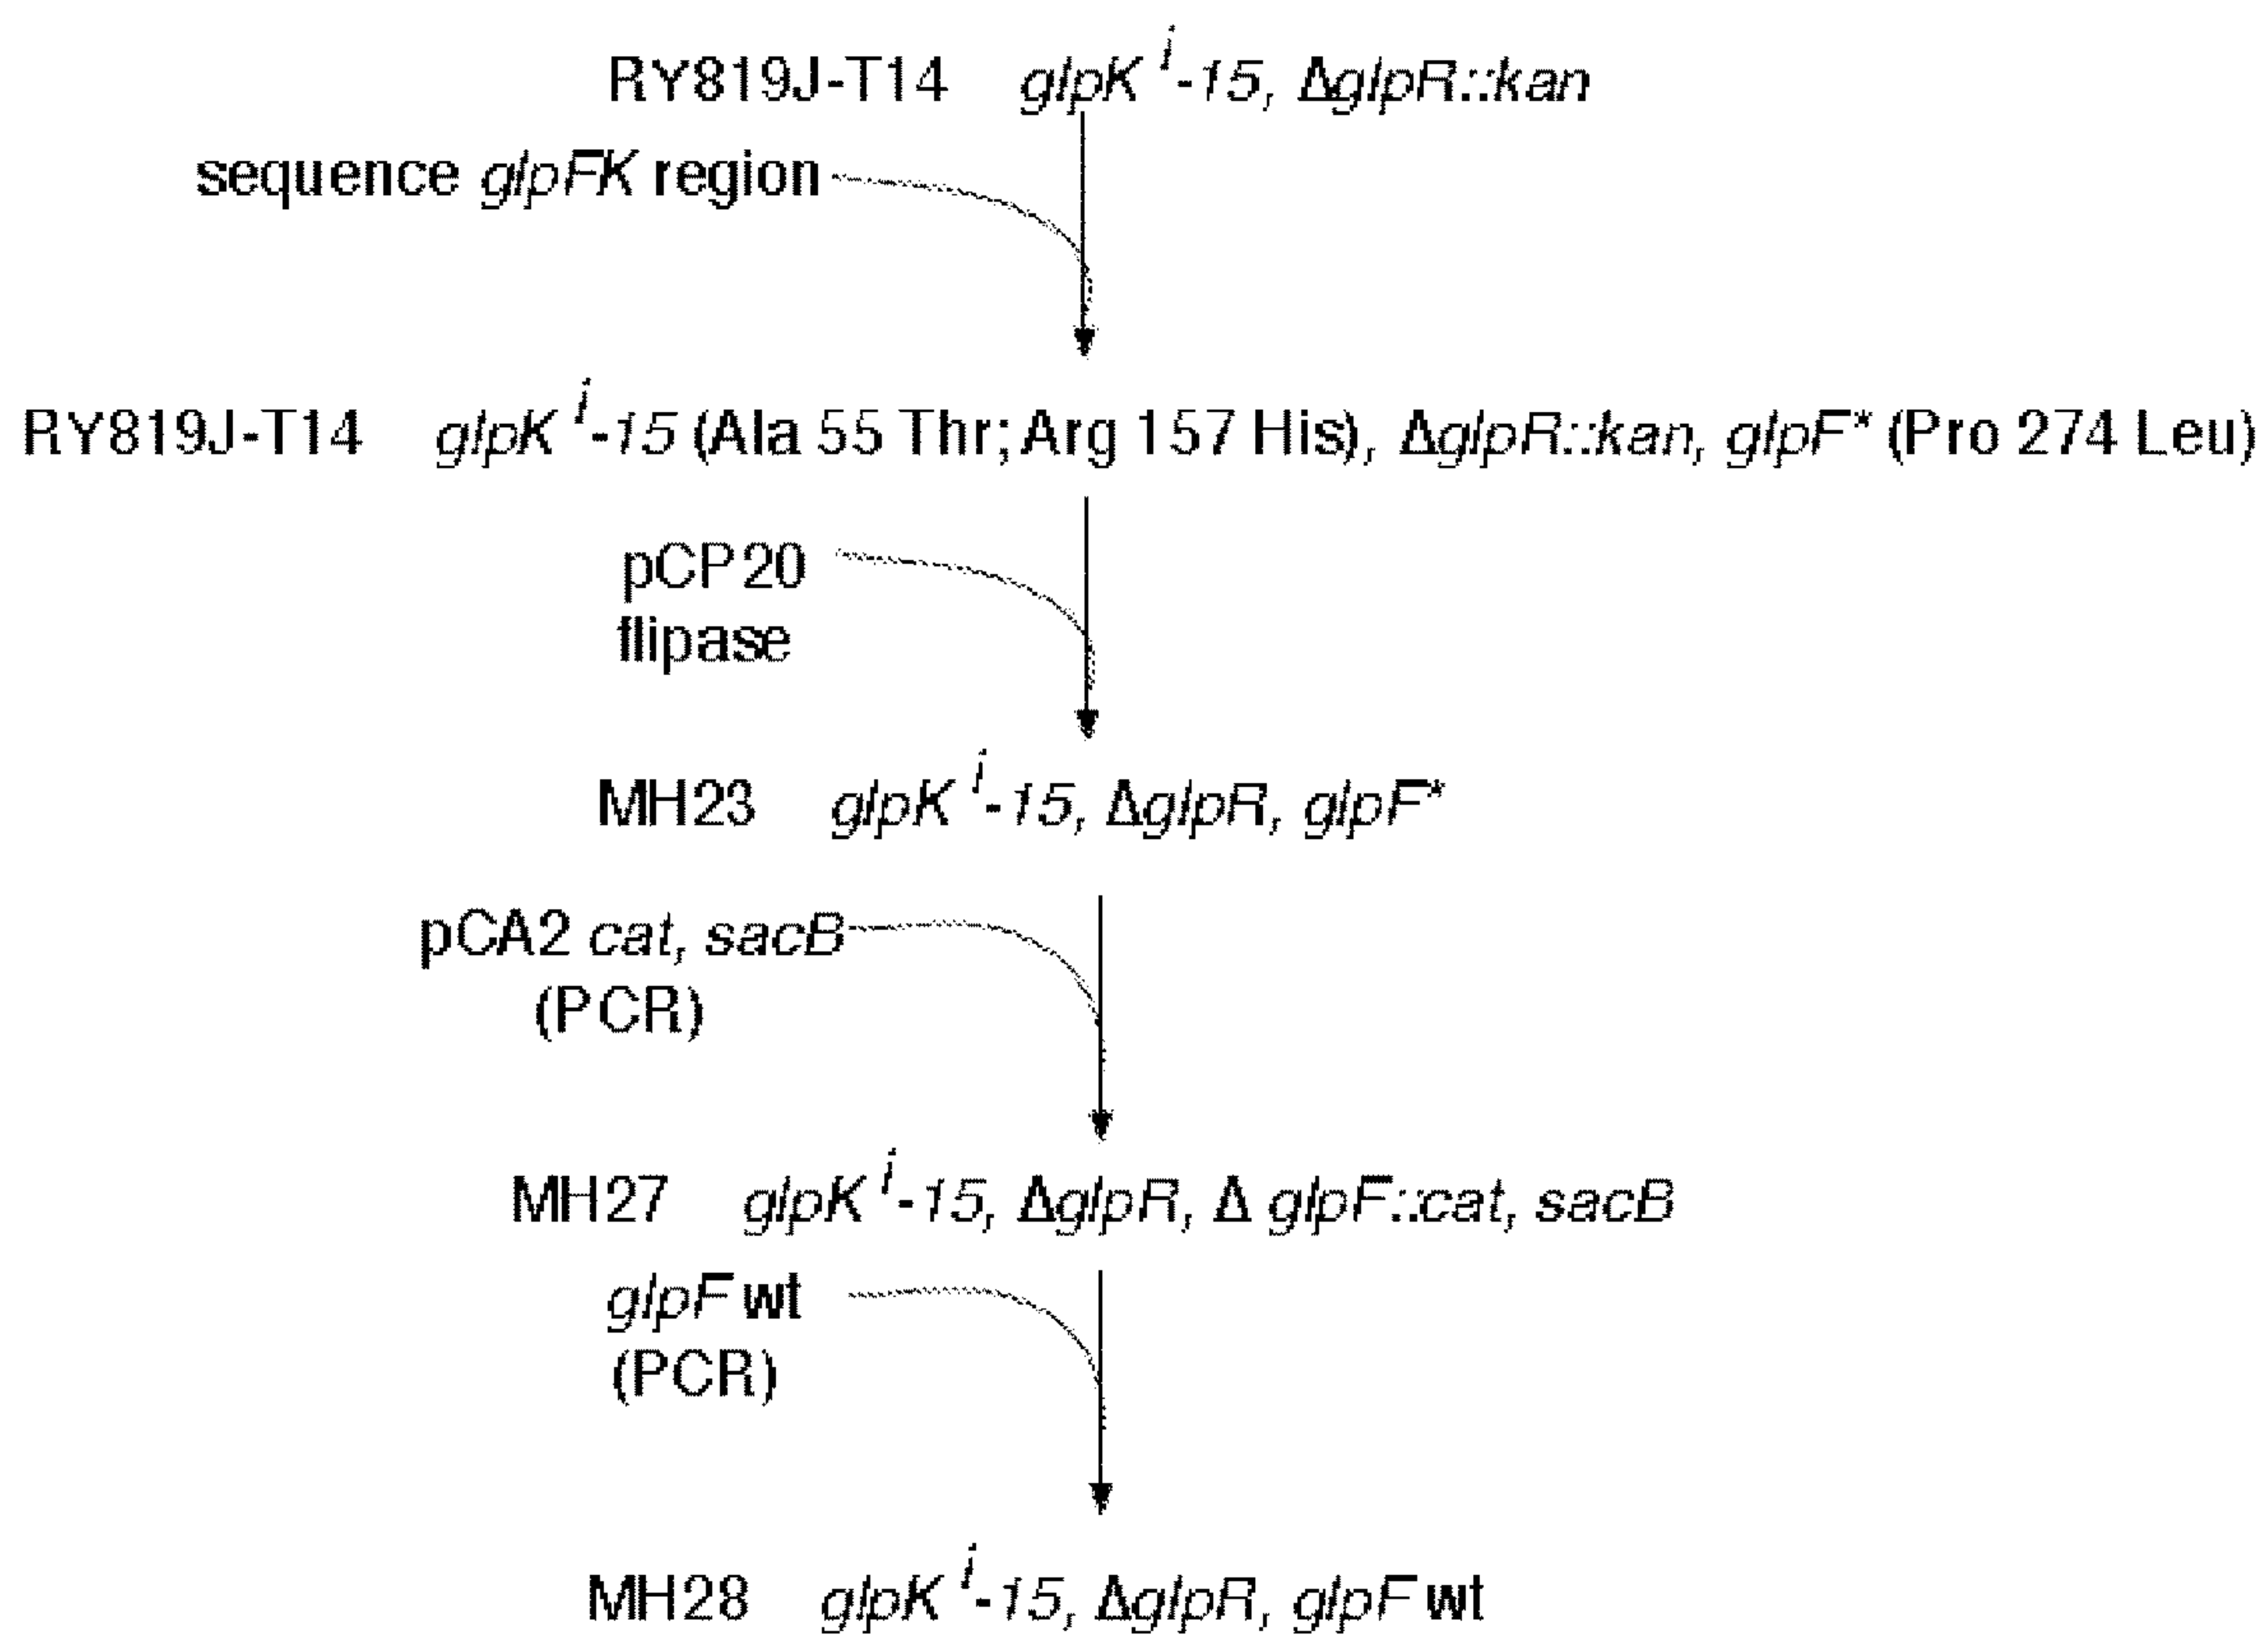 RY819J-T14 glpK i-15, ΔglpR::kan
sequence glpFK region
RY819J-T14 glpK i-15 (Ala 55 Thr; Arg 157 His), ΔglpR::kan, glpF* (Pro 274 Leu)
pCP20
flipase
MH23 glpK i-15, ΔglpR, glpF*
pCA2 cat, sacB
(PCR)
MH27 glpK i-15, ΔglpR, Δ glpF::cat, sacB
glpF wt
(PCR)
MH28 glpK i-15, ΔglpR, glpF wt